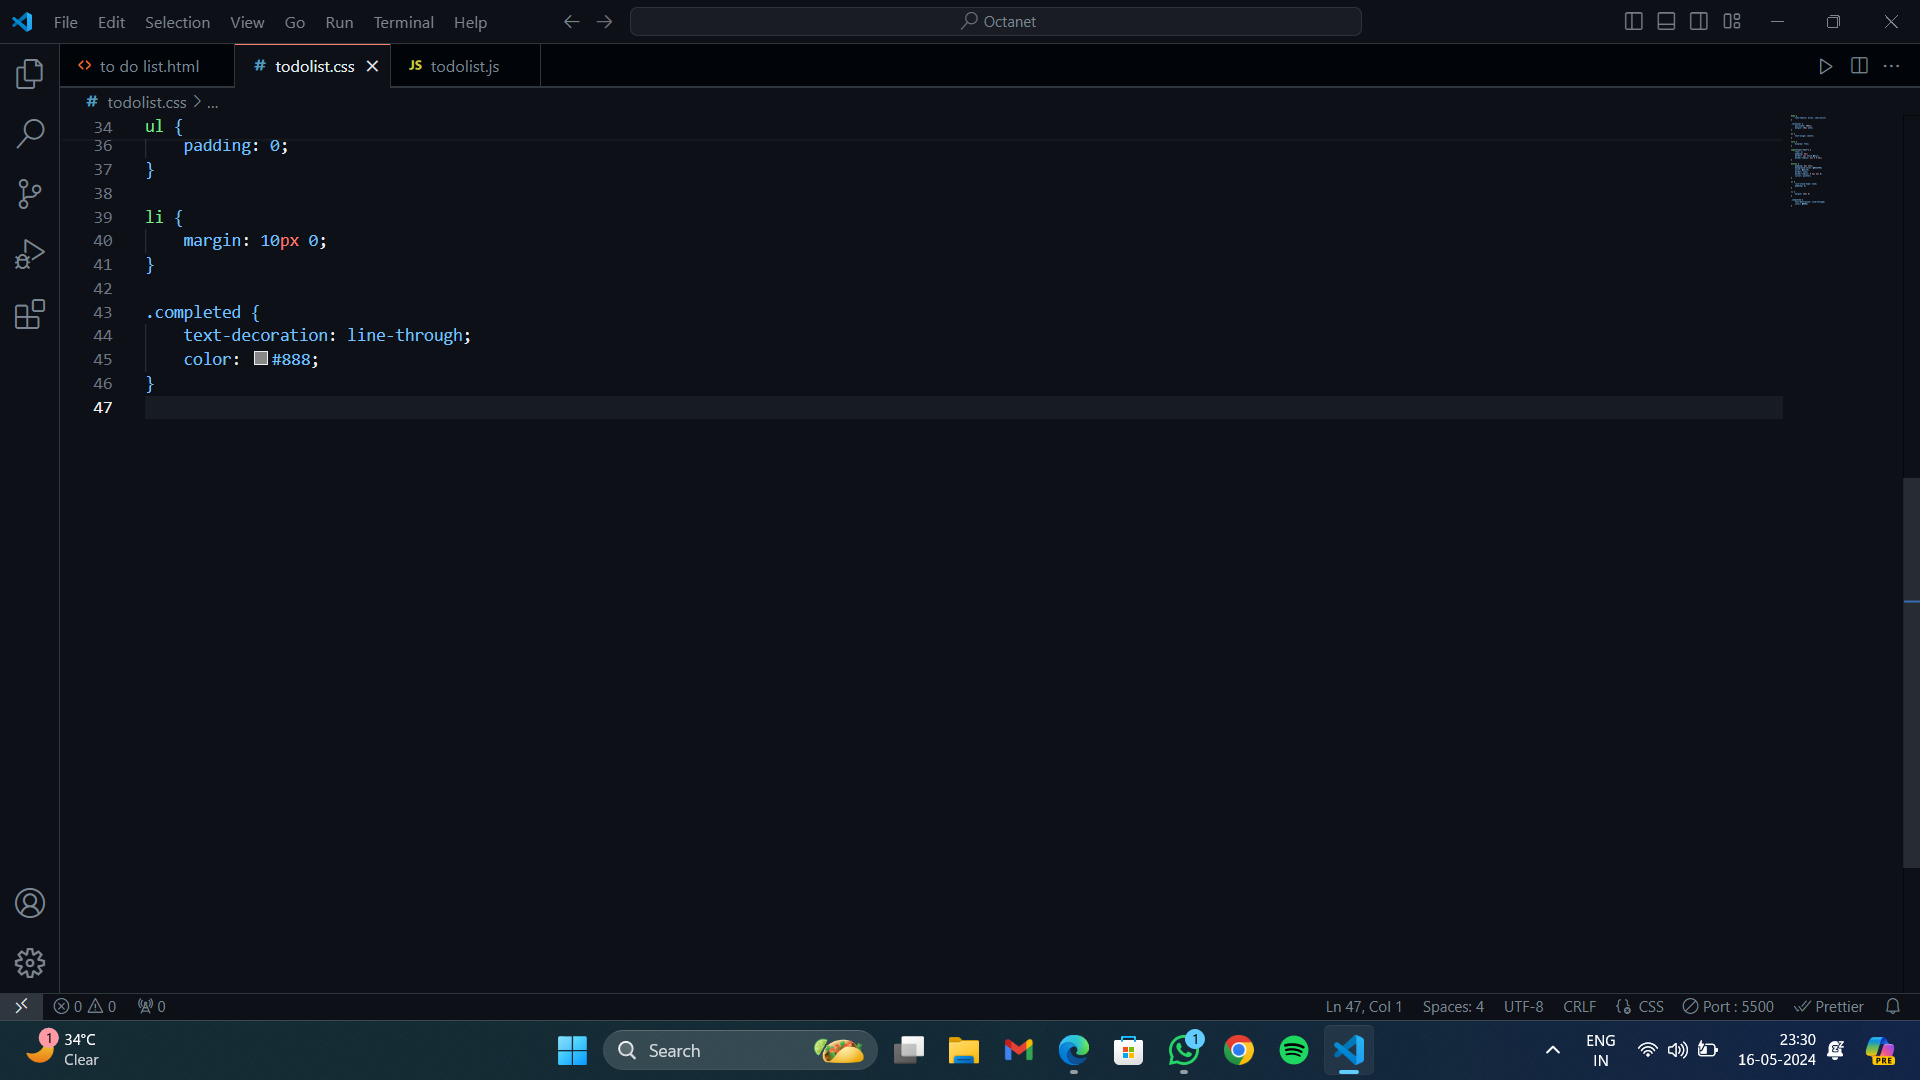 File Edit Selection View Go Run Terminal Help Octanet
to do list.html # todolist.css JS todolist.js
# todolist.css > ...
34 ul {
36 padding: 0;
37 }
38
39 li {
40 margin: 10px 0;
41 }
42
43 .completed {
44 text-decoration: line-through;
45 color: #888;
46 }
47
0 0 0 Ln 47, Col 1 Spaces: 4 UTF-8 CRLF CSS Port : 5500 Prettier
1 34°C Clear Search 1 ENG IN 23:30 16-05-2024 PRE